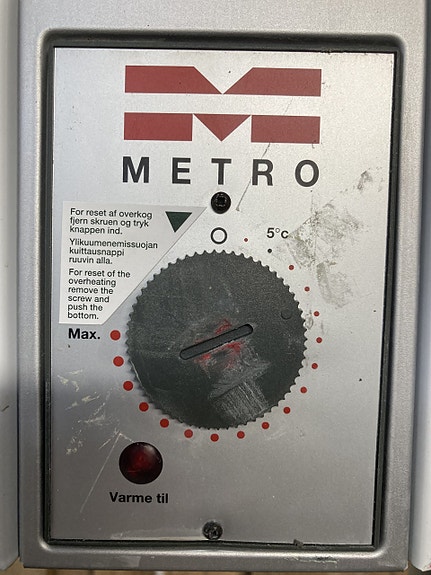 METRO
For reset af overkog
fjern skruen og tryk
knappen ind.
Ylikuumenemissuojan
kuittausnappi
ruuvin alla.
For reset of the
overheating
remove the
screw and
push the
bottom.
5°c
Max.
Varme til